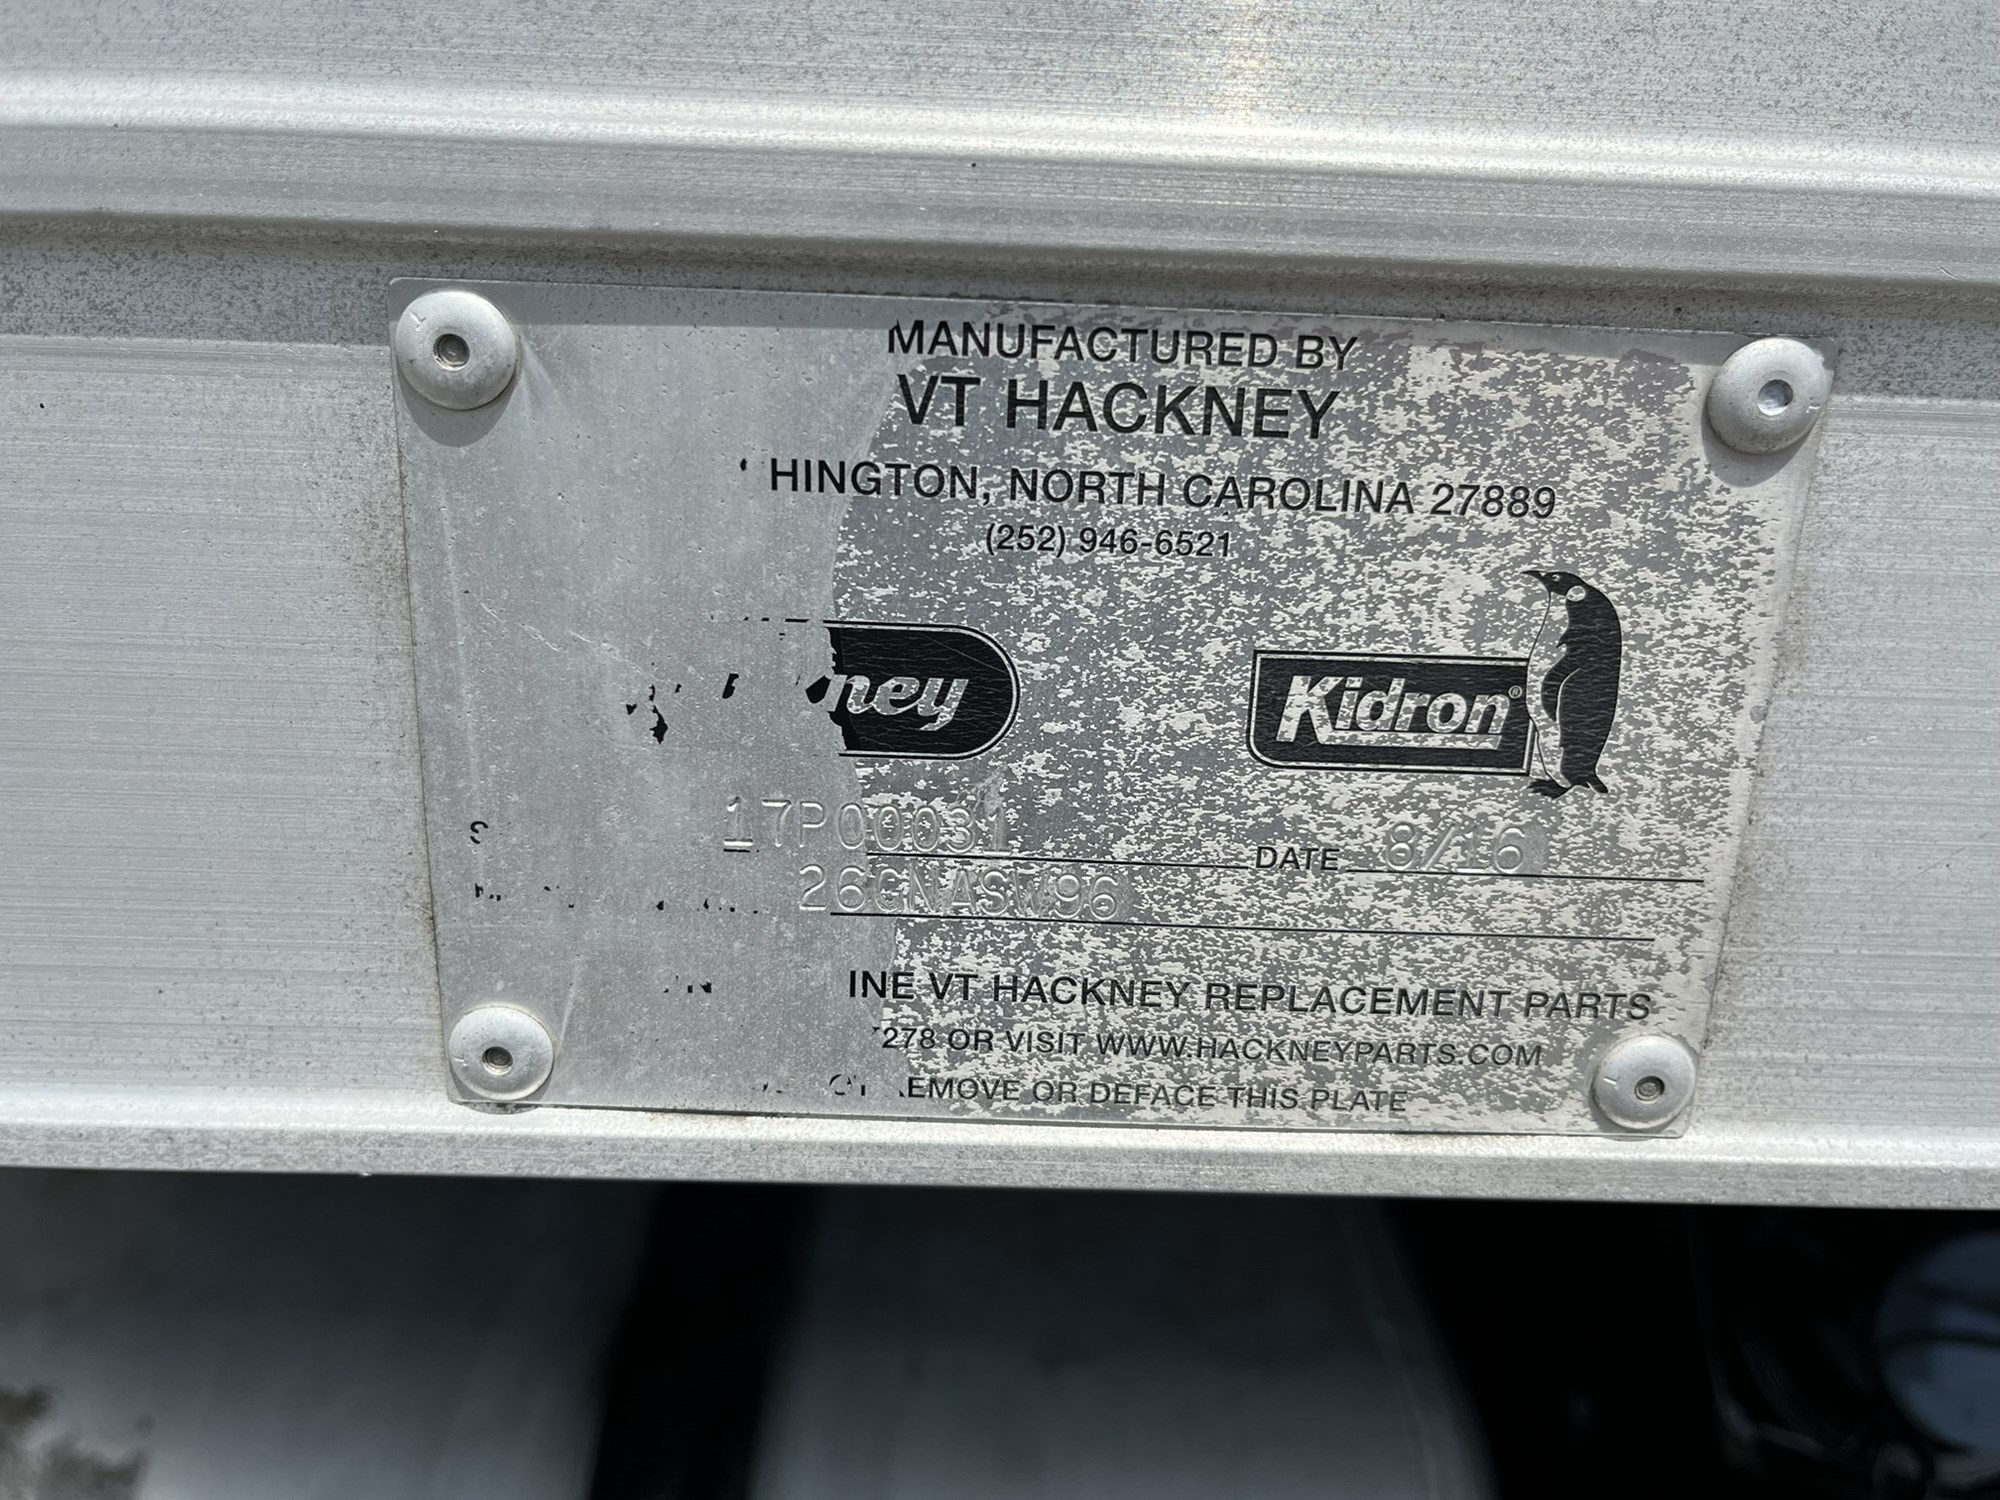 MANUFACTURED BY
VT HACKNEY
HINGTON, NORTH CAROLINA 27889
(252) 946-6521
ney
Kidron®
17P00031 DATE 8/16
26GNASW96
INE VT HACKNEY REPLACEMENT PARTS
278 OR VISIT WWW.HACKNEYPARTS.COM
EMOVE OR DEFACE THIS PLATE